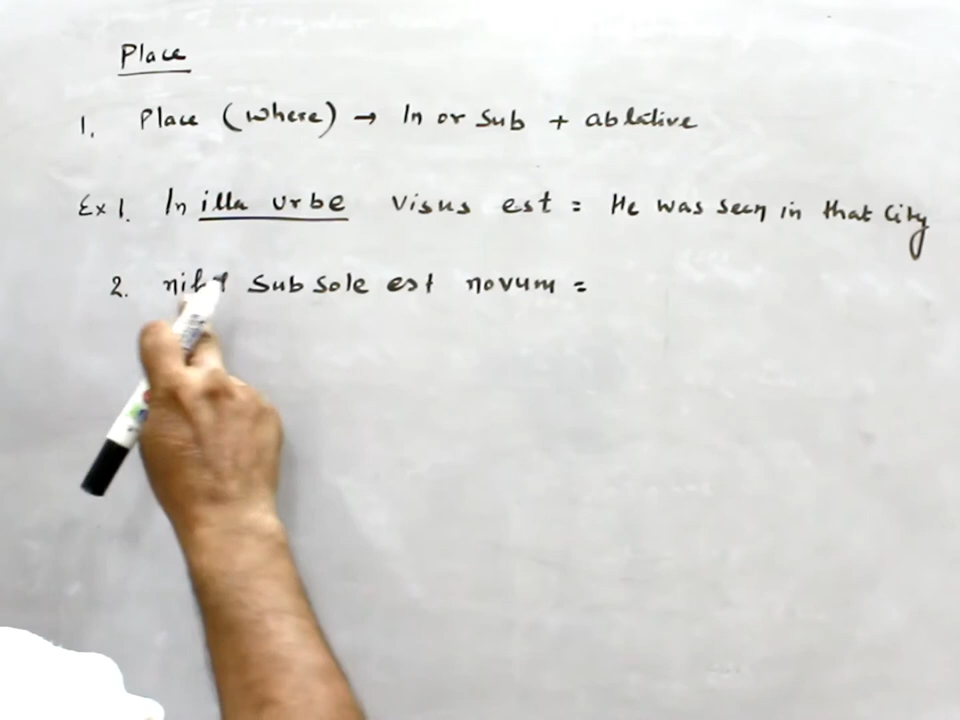 Place
1. Place (where) → In or Sub + ablative
Ex 1. In illa urbe visus est = He was seen in that City
2. Sub sole est novum =